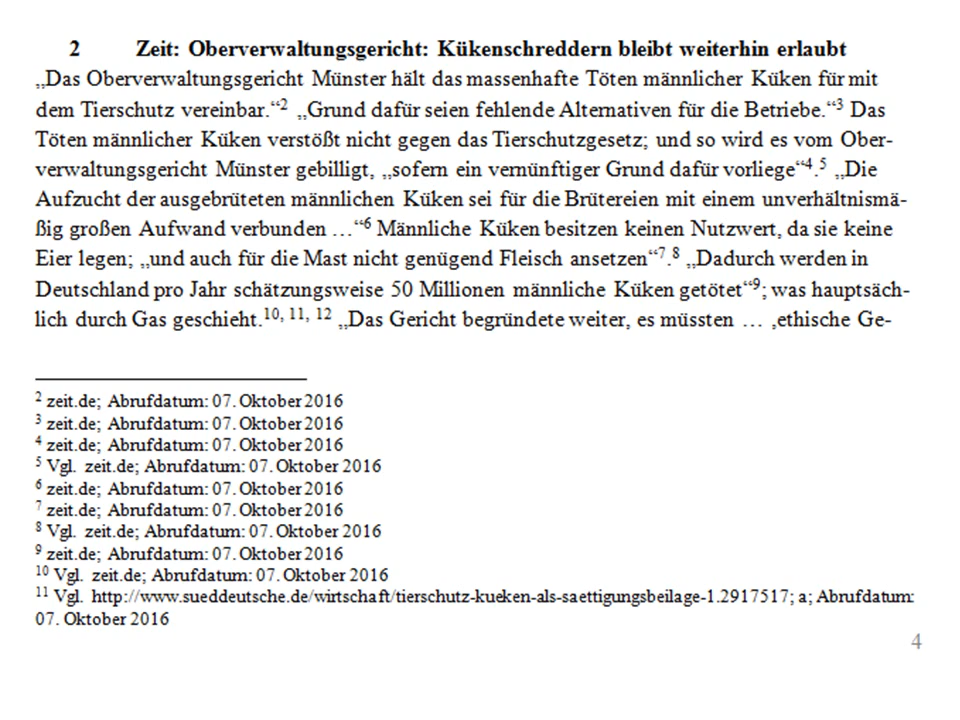 2 Zeit: Oberverwaltungsgericht: Kükenschreddern bleibt weiterhin erlaubt
„Das Oberverwaltungsgericht Münster hält das massenhafte Töten männlicher Küken für mit
dem Tierschutz vereinbar.“² „Grund dafür seien fehlende Alternativen für die Betriebe.“³ Das
Töten männlicher Küken verstößt nicht gegen das Tierschutzgesetz; und so wird es vom Ober-
verwaltungsgericht Münster gebilligt, „sofern ein vernünftiger Grund dafür vorliege“⁴.⁵ „Die
Aufzucht der ausgebrüteten männlichen Küken sei für die Brütereien mit einem unverhältnismä-
ßig großen Aufwand verbunden …“⁶ Männliche Küken besitzen keinen Nutzwert, da sie keine
Eier legen; „und auch für die Mast nicht genügend Fleisch ansetzen“⁷.⁸ „Dadurch werden in
Deutschland pro Jahr schätzungsweise 50 Millionen männliche Küken getötet“⁹; was hauptsäch-
lich durch Gas geschieht.¹⁰, ¹¹, ¹² „Das Gericht begründete weiter, es müssten … ‚ethische Ge-
² zeit.de; Abrufdatum: 07. Oktober 2016
³ zeit.de; Abrufdatum: 07. Oktober 2016
⁴ zeit.de; Abrufdatum: 07. Oktober 2016
⁵ Vgl. zeit.de; Abrufdatum: 07. Oktober 2016
⁶ zeit.de; Abrufdatum: 07. Oktober 2016
⁷ zeit.de; Abrufdatum: 07. Oktober 2016
⁸ Vgl. zeit.de; Abrufdatum: 07. Oktober 2016
⁹ zeit.de; Abrufdatum: 07. Oktober 2016
¹⁰ Vgl. zeit.de; Abrufdatum: 07. Oktober 2016
¹¹ Vgl. http://www.sueddeutsche.de/wirtschaft/tierschutz-kueken-als-saettigungsbeilage-1.2917517; a; Abrufdatum:
07. Oktober 2016
4